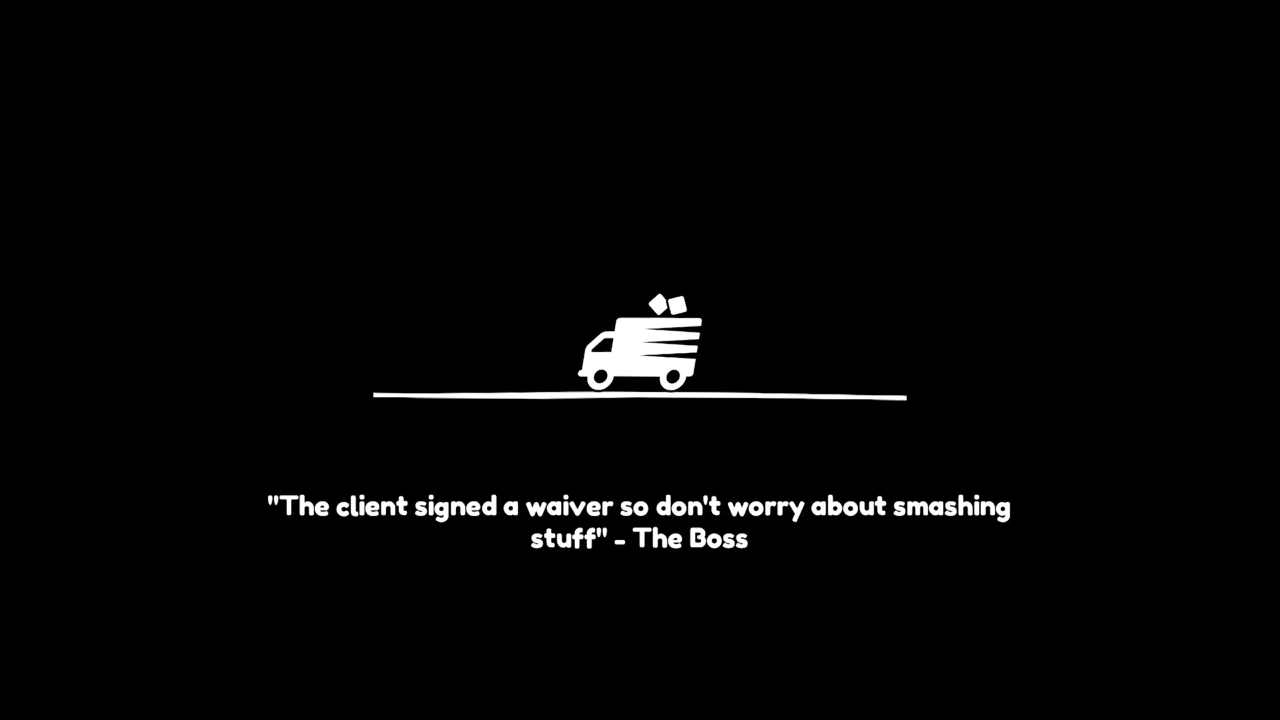 "The client signed a waiver so don't worry about smashing
stuff" - The Boss